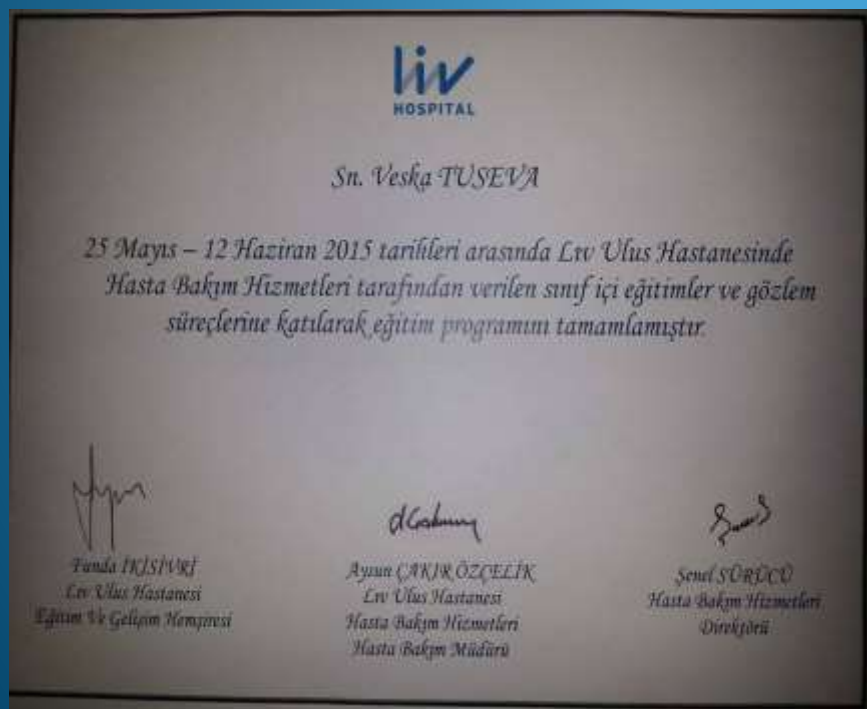 liv
HOSPITAL
Sn. Veska TUSEVA
25 Mayıs – 12 Haziran 2015 tarihleri arasında Liv Ulus Hastanesinde
Hasta Bakım Hizmetleri tarafından verilen sınıf içi eğitimler ve gözlem
süreçlerine katılarak eğitim programını tamamlamıştır.
Funda İKİSİVRİ
Liv Ulus Hastanesi
Eğitim Ve Gelişim Hemşiresi
Aysun ÇAKIR ÖZÇELİK
Liv Ulus Hastanesi
Hasta Bakım Hizmetleri
Hasta Bakım Müdürü
Şenel SÜRÜCÜ
Hasta Bakım Hizmetleri
Direktörü